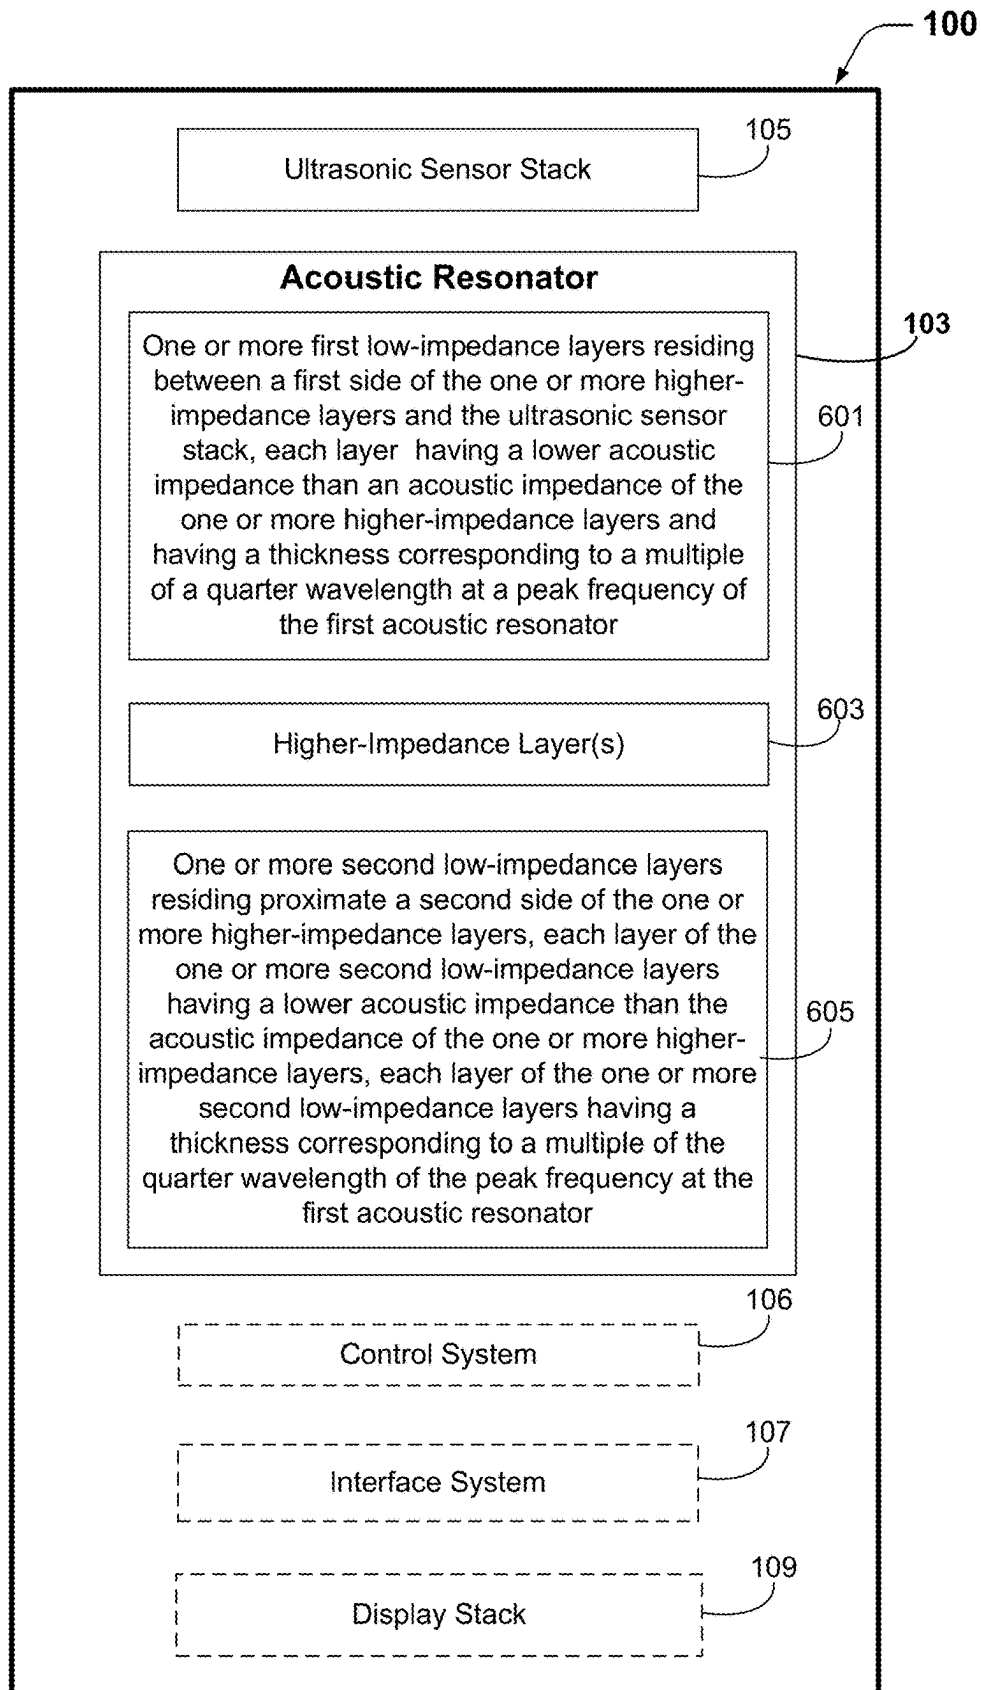 100
105
Ultrasonic Sensor Stack
Acoustic Resonator
103
One or more first low-impedance layers residing
between a first side of the one or more higher-
impedance layers and the ultrasonic sensor
stack, each layer having a lower acoustic
impedance than an acoustic impedance of the
one or more higher-impedance layers and
having a thickness corresponding to a multiple
of a quarter wavelength at a peak frequency of
the first acoustic resonator
601
603
Higher-Impedance Layer(s)
One or more second low-impedance layers
residing proximate a second side of the one or
more higher-impedance layers, each layer of the
one or more second low-impedance layers
having a lower acoustic impedance than the
acoustic impedance of the one or more higher-
impedance layers, each layer of the one or more
second low-impedance layers having a
thickness corresponding to a multiple of the
quarter wavelength of the peak frequency at the
first acoustic resonator
605
106
Control System
107
Interface System
109
Display Stack